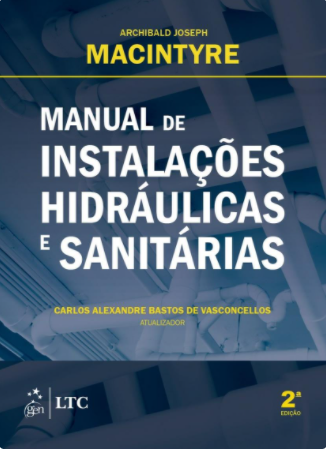 ARCHIBALD JOSEPH
MACINTYRE
MANUAL DE
INSTALAÇÕES
HIDRÁULICAS
E SANITÁRIAS
CARLOS ALEXANDRE BASTOS DE VASCONCELLOS
ATUALIZADOR
gen LTC
2ª
EDIÇÃO